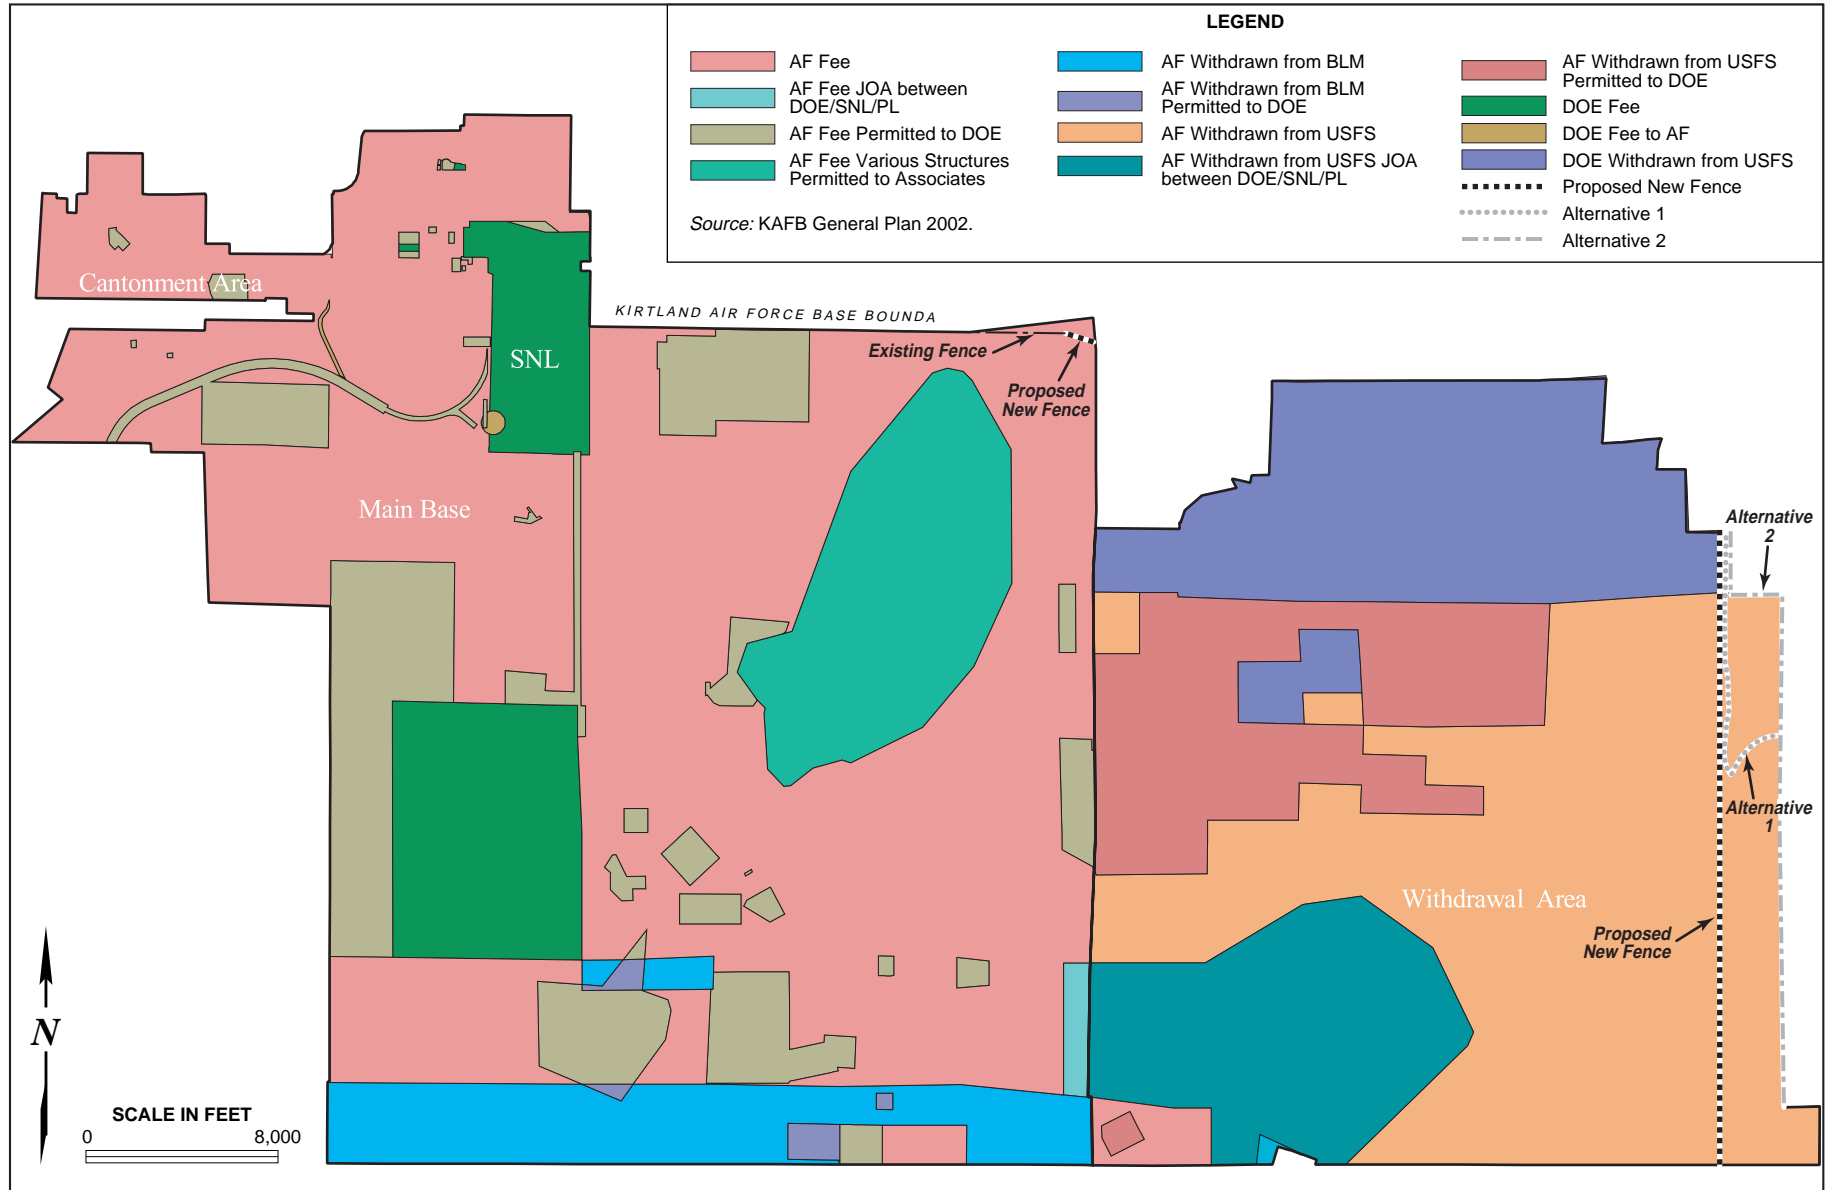 LEGEND
AF Fee
AF Fee JOA between
DOE/SNL/PL
AF Fee Permitted to DOE
AF Fee Various Structures
Permitted to Associates
Source: KAFB General Plan 2002.
AF Withdrawn from BLM
AF Withdrawn from BLM
Permitted to DOE
AF Withdrawn from USFS
AF Withdrawn from USFS JOA
between DOE/SNL/PL
AF Withdrawn from USFS
Permitted to DOE
DOE Fee
DOE Fee to AF
DOE Withdrawn from USFS
Proposed New Fence
Alternative 1
Alternative 2
Cantonment Area
KIRTLAND AIR FORCE BASE BOUNDA
Existing Fence
SNL
Proposed
New Fence
Main Base
Alternative
2
Alternative
1
Withdrawal Area
Proposed
New Fence
N
SCALE IN FEET
0 8,000